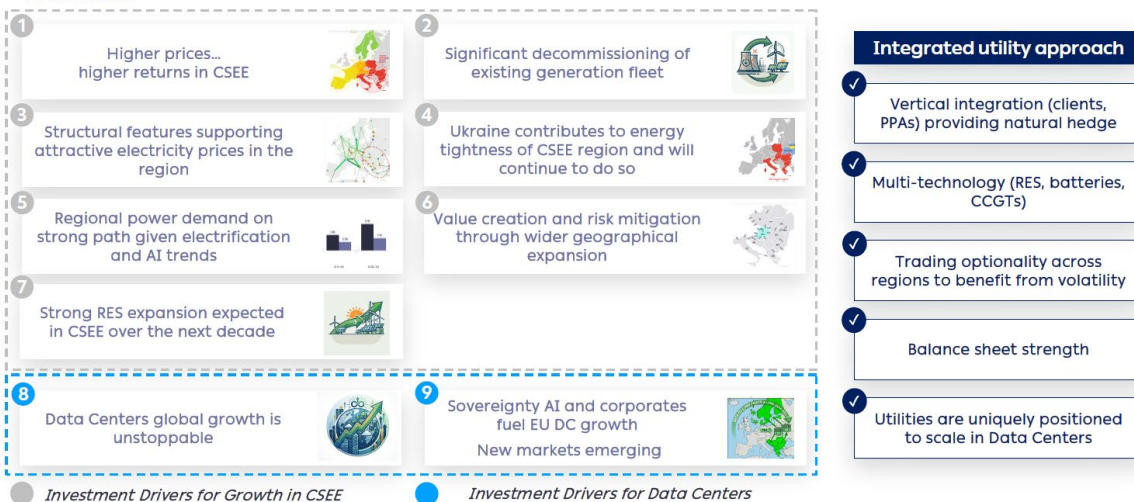 1
Higher prices...
higher returns in CSEE
2
Significant decommissioning of
existing generation fleet
3
Structural features supporting
attractive electricity prices in the
region
4
Ukraine contributes to energy
tightness of CSEE region and will
continue to do so
5
Regional power demand on
strong path given electrification
and AI trends
6
Value creation and risk mitigation
through wider geographical
expansion
7
Strong RES expansion expected
in CSEE over the next decade
8
Data Centers global growth is
unstoppable
9
Sovereignty AI and corporates
fuel EU DC growth
New markets emerging
Investment Drivers for Growth in CSEE
Investment Drivers for Data Centers
Integrated utility approach
Vertical integration (clients,
PPAs) providing natural hedge
Multi-technology (RES, batteries,
CCGTs)
Trading optionality across
regions to benefit from volatility
Balance sheet strength
Utilities are uniquely positioned
to scale in Data Centers